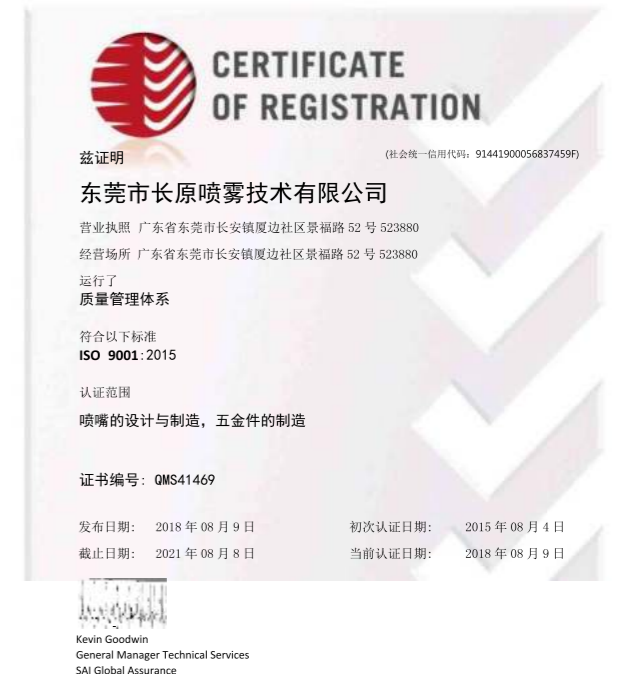 CERTIFICATE
OF REGISTRATION
兹证明 (社会统一信用代码：91441900056837459F)
东莞市长原喷雾技术有限公司
营业执照 广东省东莞市长安镇厦边社区景福路 52 号 523880
经营场所 广东省东莞市长安镇厦边社区景福路 52 号 523880
运行了
质量管理体系
符合以下标准
ISO 9001:2015
认证范围
喷嘴的设计与制造，五金件的制造
证书编号：QMS41469
发布日期： 2018 年 08 月 9 日 初次认证日期： 2015 年 08 月 4 日
截止日期： 2021 年 08 月 8 日 当前认证日期： 2018 年 08 月 9 日
Kevin Goodwin
General Manager Technical Services
SAI Global Assurance